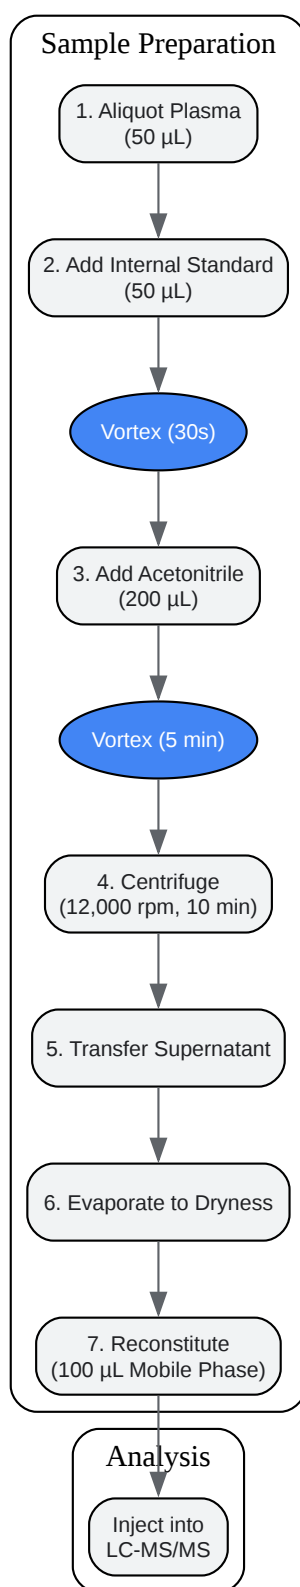 Sample Preparation
1. Aliquot Plasma
(50 µL)
2. Add Internal Standard
(50 µL)
Vortex (30s)
3. Add Acetonitrile
(200 µL)
Vortex (5 min)
4. Centrifuge
(12,000 rpm, 10 min)
5. Transfer Supernatant
6. Evaporate to Dryness
7. Reconstitute
(100 µL Mobile Phase)
Analysis
Inject into
LC-MS/MS